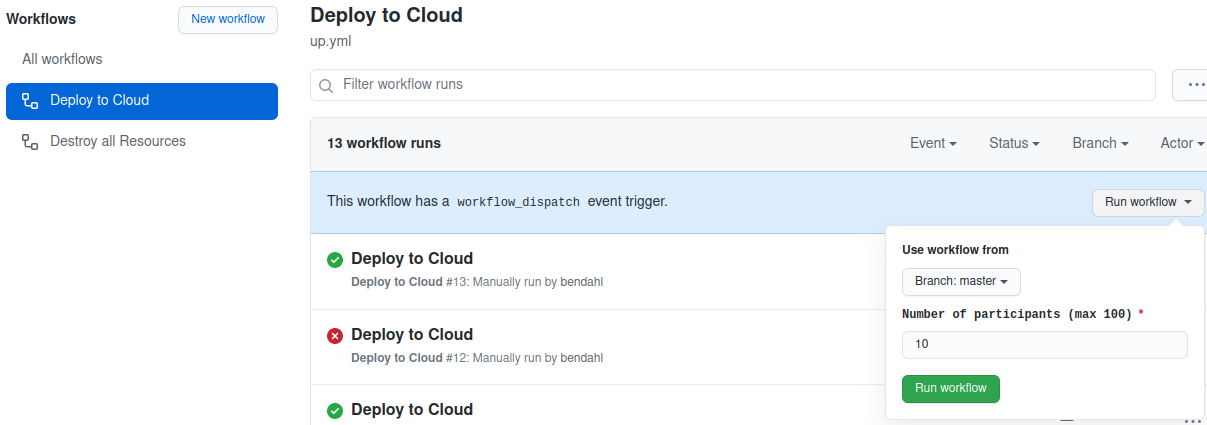 Workflows
New workflow
All workflows
Deploy to Cloud
Destroy all Resources
Deploy to Cloud
up.yml
Filter workflow runs
13 workflow runs
Event
Status
Branch
Actor
This workflow has a workflow_dispatch event trigger.
Run workflow
Deploy to Cloud
Deploy to Cloud #13: Manually run by bendahl
Deploy to Cloud
Deploy to Cloud #12: Manually run by bendahl
Deploy to Cloud
Use workflow from
Branch: master
Number of participants (max 100) *
10
Run workflow